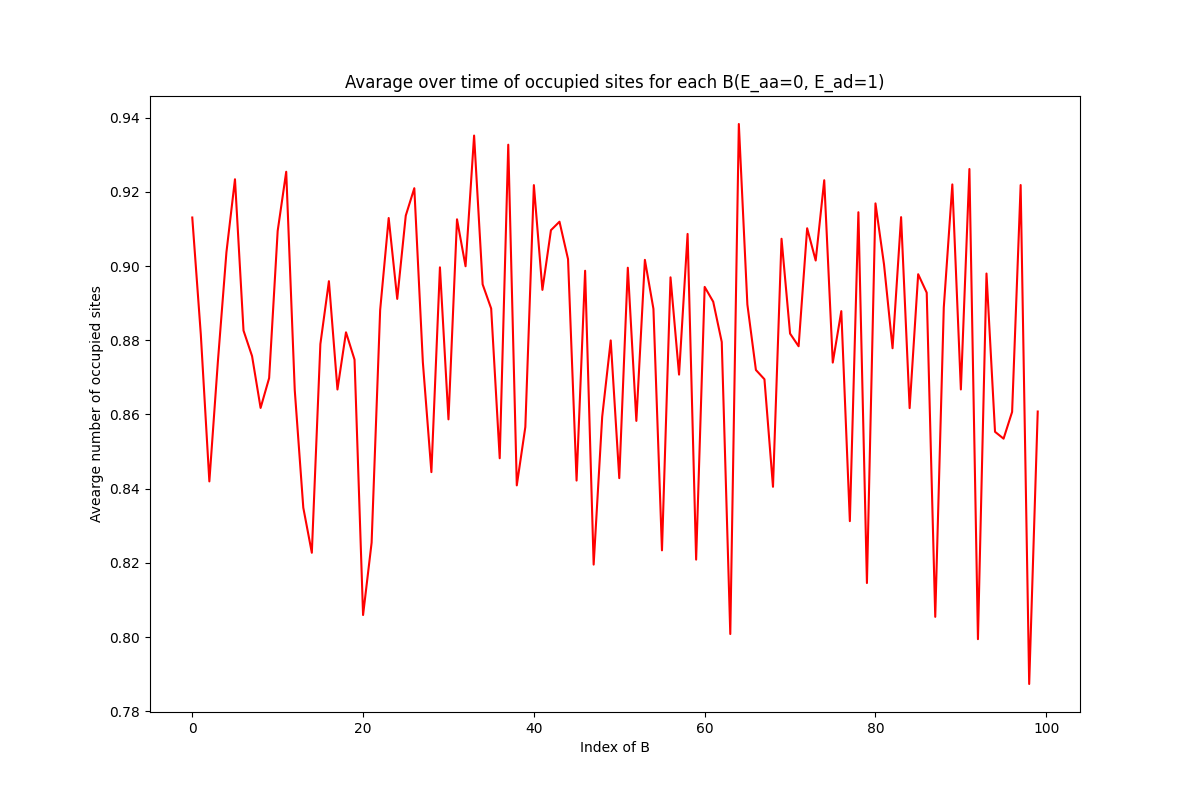 Avarage over time of occupied sites for each B(E_aa=0, E_ad=1)
0.94
0.92
0.90
0.88
0.86
0.84
0.82
0.80
0.78
Avearge number of occupied sites
0 20 40 60 80 100
Index of B